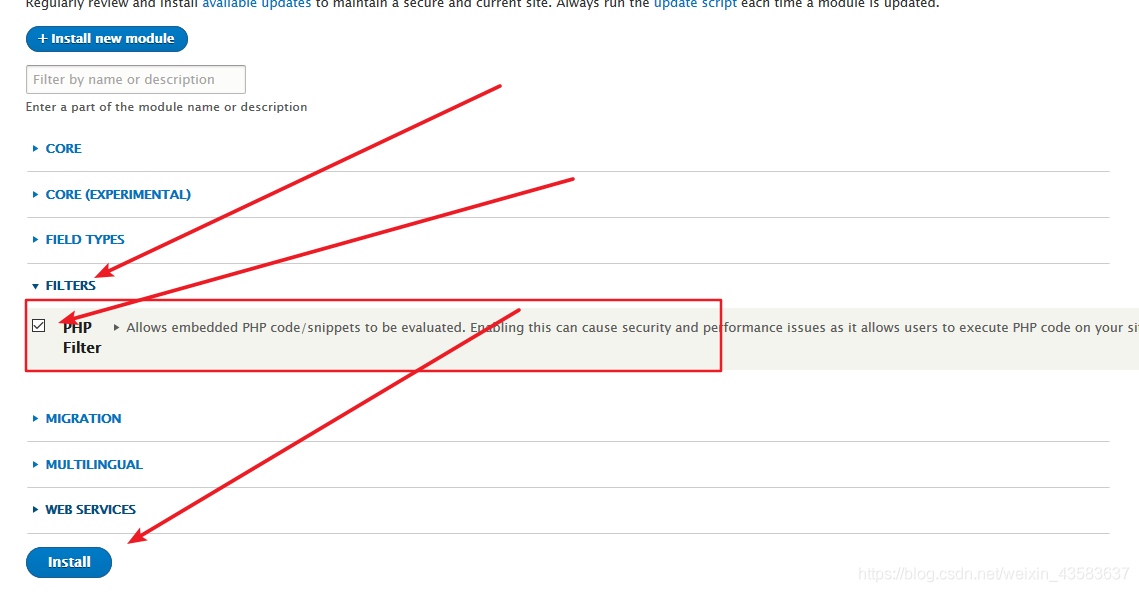 Regularly review and install available updates to maintain a secure and current site. Always run the update script each time a module is updated.
+ Install new module
Filter by name or description
Enter a part of the module name or description
CORE
CORE (EXPERIMENTAL)
FIELD TYPES
FILTERS
PHP Allows embedded PHP code/snippets to be evaluated. Enabling this can cause security and performance issues as it allows users to execute PHP code on your
Filter
MIGRATION
MULTILINGUAL
WEB SERVICES
Install
https://blog.csdn.net/weixin_43583637